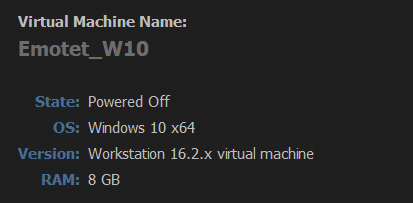 Virtual Machine Name:
Emotet_W10
State: Powered Off
OS: Windows 10 x64
Version: Workstation 16.2.x virtual machine
RAM: 8 GB